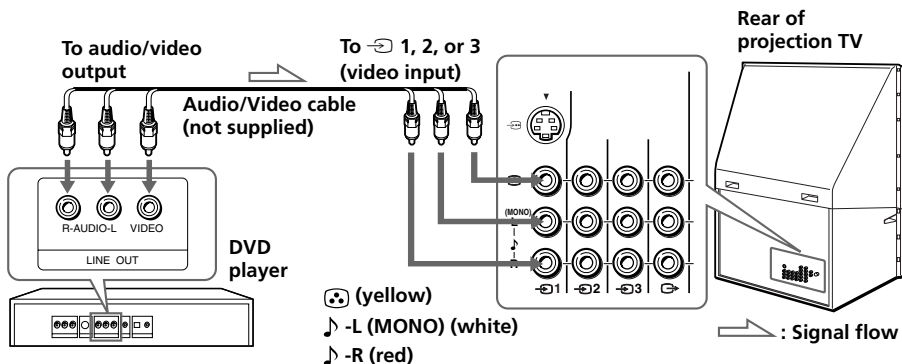 To audio/video
output
To 1, 2, or 3
(video input)
Rear of
projection TV
Audio/Video cable
(not supplied)
R-AUDIO-L VIDEO
LINE OUT
DVD
player
(MONO)
L
R
1 2 3
(yellow)
-L (MONO) (white)
-R (red)
: Signal flow